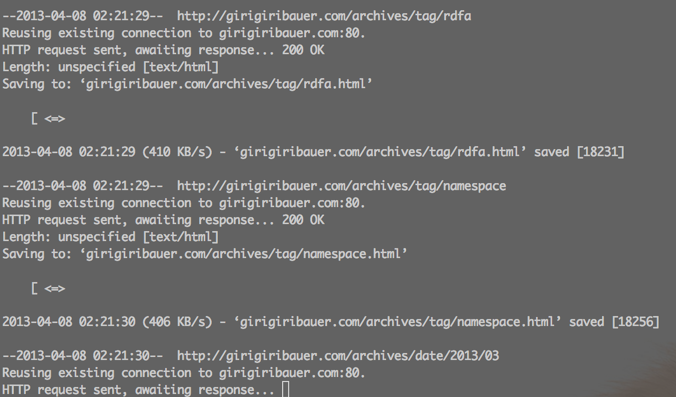 --2013-04-08 02:21:29--  http://girigiribauer.com/archives/tag/rdfa
Reusing existing connection to girigiribauer.com:80.
HTTP request sent, awaiting response... 200 OK
Length: unspecified [text/html]
Saving to: ‘girigiribauer.com/archives/tag/rdfa.html’
[ <=>
2013-04-08 02:21:29 (410 KB/s) - ‘girigiribauer.com/archives/tag/rdfa.html’ saved [18231]
--2013-04-08 02:21:29--  http://girigiribauer.com/archives/tag/namespace
Reusing existing connection to girigiribauer.com:80.
HTTP request sent, awaiting response... 200 OK
Length: unspecified [text/html]
Saving to: ‘girigiribauer.com/archives/tag/namespace.html’
[ <=>
2013-04-08 02:21:30 (406 KB/s) - ‘girigiribauer.com/archives/tag/namespace.html’ saved [18256]
--2013-04-08 02:21:30--  http://girigiribauer.com/archives/date/2013/03
Reusing existing connection to girigiribauer.com:80.
HTTP request sent, awaiting response...